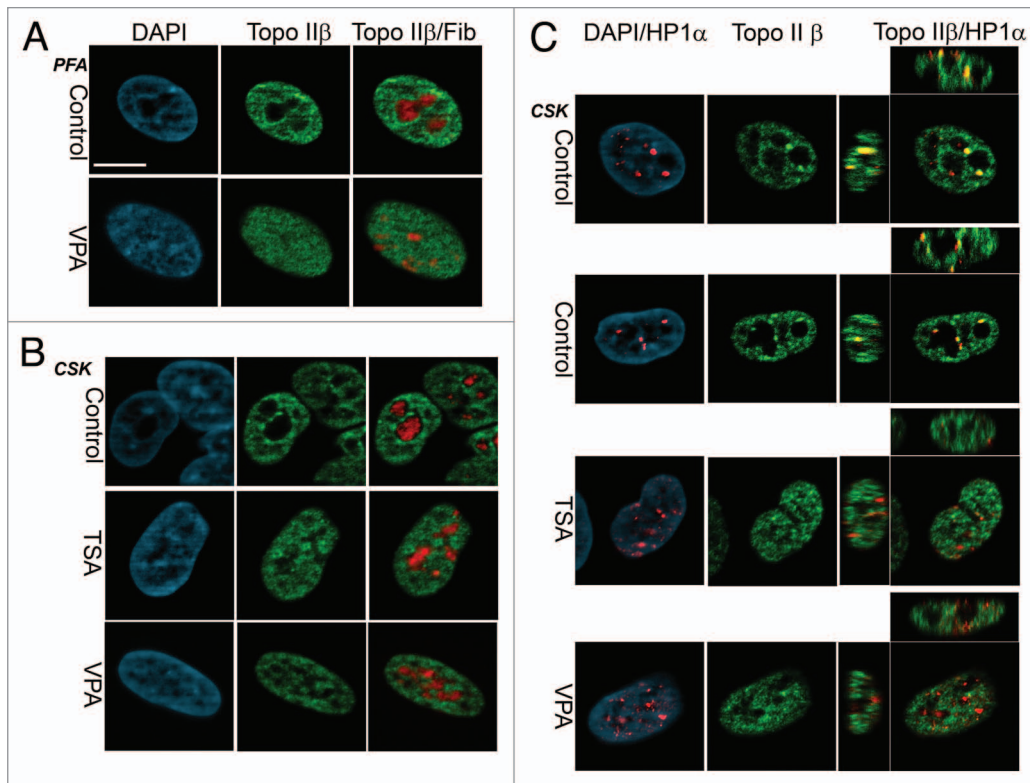 A
DAPI Topo IIβ Topo IIβ/Fib
PFA
Control
VPA
B
CSK
Control
TSA
VPA
C
DAPI/HP1α Topo II β Topo IIβ/HP1α
CSK
Control
Control
TSA
VPA